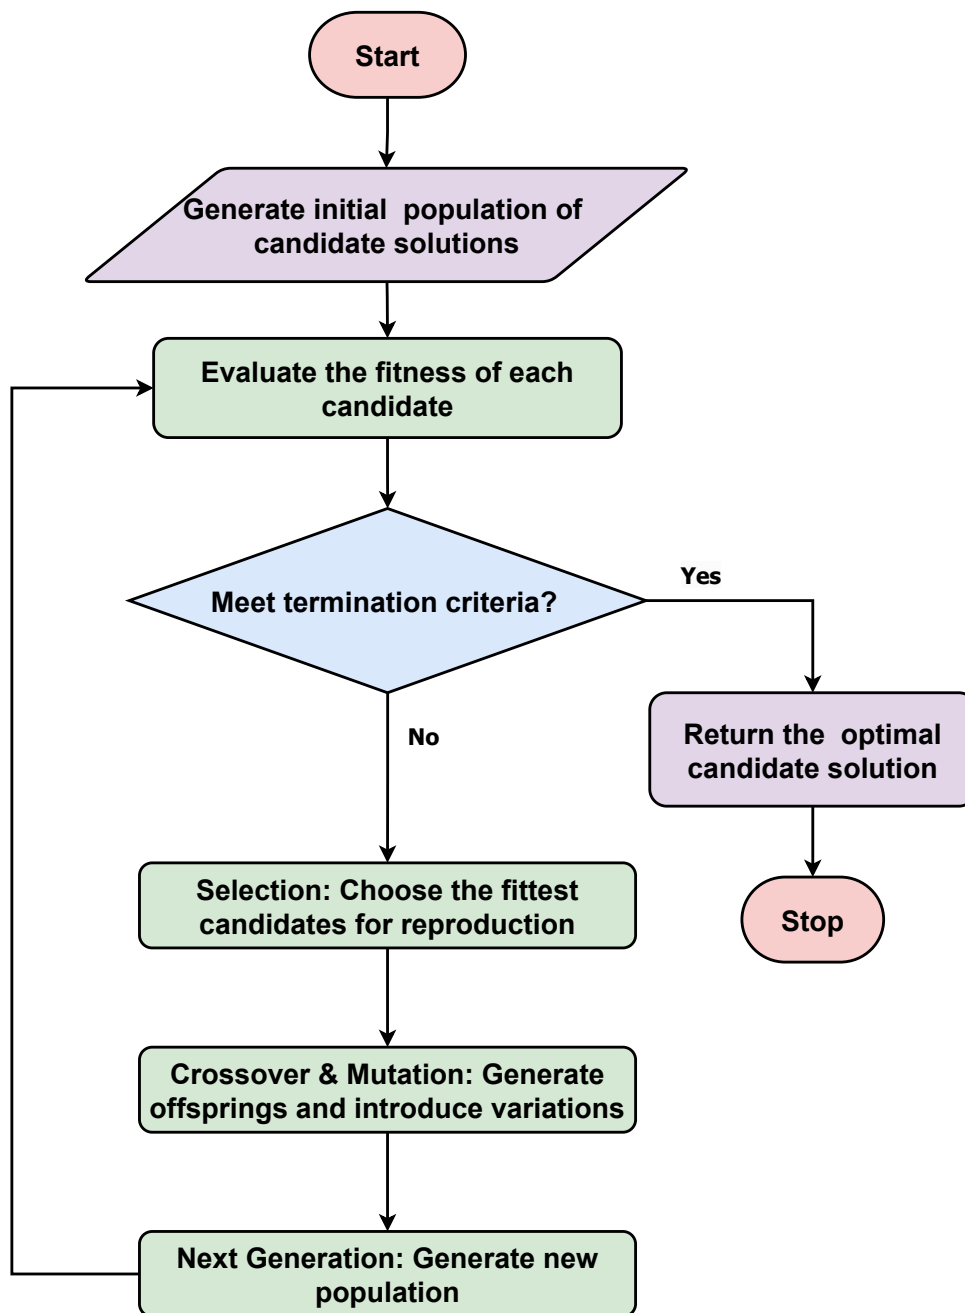 Start
Generate initial  population of
candidate solutions
Evaluate the fitness of each
candidate
Meet termination criteria?
Yes
No
Return the  optimal
candidate solution
Selection: Choose the fittest
candidates for reproduction
Stop
Crossover & Mutation: Generate
offsprings and introduce variations
Next Generation: Generate new
population